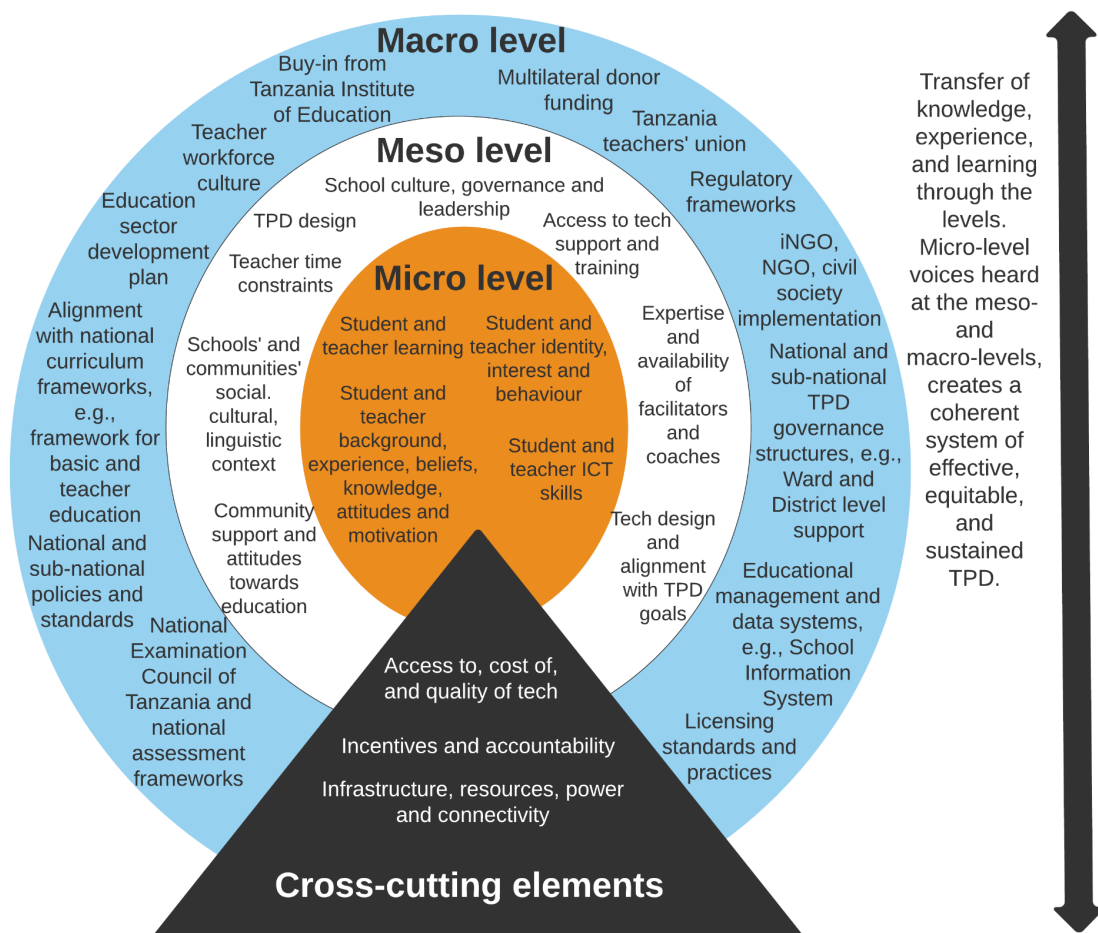 Macro level
Buy-in from
Tanzania Institute
of Education
Multilateral donor
funding
Tanzania
teachers' union
Teacher
workforce
culture
Regulatory
frameworks
Education
sector
development
plan
iNGO,
NGO, civil
society
implementation
Alignment
with national
curriculum
frameworks,
e.g.,
framework for
basic and
teacher
education
National and
sub-national
TPD
governance
structures, e.g.,
Ward and
District level
support
National and
sub-national
policies and
standards
Educational
management and
data systems,
e.g., School
Information
System
National
Examination
Council of
Tanzania and
national
assessment
frameworks
Licensing
standards and
practices
Meso level
School culture, governance and
leadership
TPD design
Access to tech
support and
training
Teacher time
constraints
Expertise
and
availability
of
facilitators
and
coaches
Schools' and
communities'
social.
cultural,
linguistic
context
Community
support and
attitudes
towards
education
Tech design
and
alignment
with TPD
goals
Micro level
Student and
teacher learning
Student and
teacher identity,
interest and
behaviour
Student and
teacher
background,
experience, beliefs,
knowledge,
attitudes and
motivation
Student and
teacher ICT
skills
Access to, cost of,
and quality of tech
Incentives and accountability
Infrastructure, resources, power
and connectivity
Cross-cutting elements
Transfer of
knowledge,
experience,
and learning
through the
levels.
Micro-level
voices heard
at the meso-
and
macro-levels,
creates a
coherent
system of
effective,
equitable,
and
sustained
TPD.